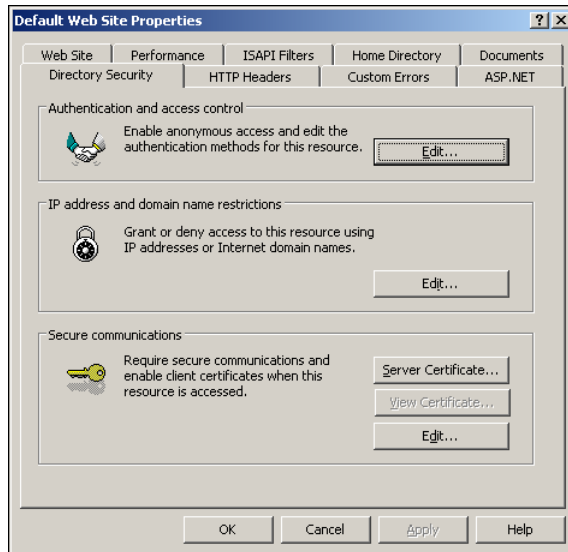 Default Web Site Properties
Web Site Performance ISAPI Filters Home Directory Documents
Directory Security HTTP Headers Custom Errors ASP.NET
Authentication and access control
Enable anonymous access and edit the
authentication methods for this resource.
Edit...
IP address and domain name restrictions
Grant or deny access to this resource using
IP addresses or Internet domain names.
Edit...
Secure communications
Require secure communications and
enable client certificates when this
resource is accessed.
Server Certificate...
View Certificate...
Edit...
OK Cancel Apply Help